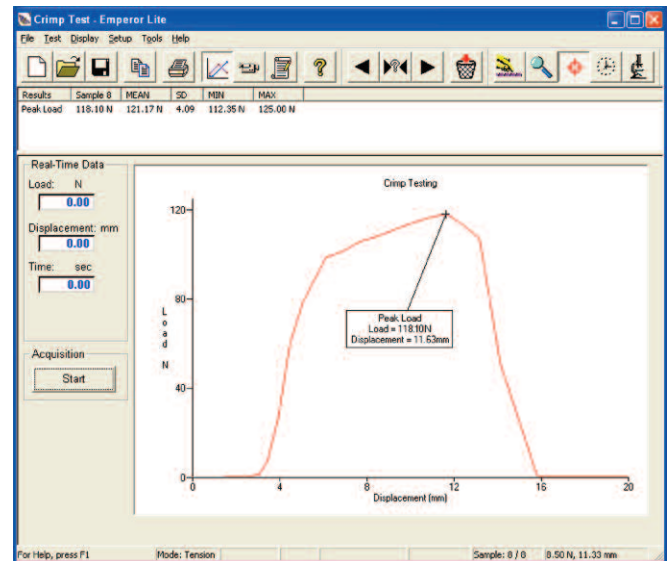 Crimp Test - Emperor Lite
File Test Display Setup Tools Help
Results Sample 8 MEAN SD MIN MAX
Peak Load 118.10 N 121.17 N 4.09 112.35 N 125.00 N
Real-Time Data
Load: N
0.00
Displacement: mm
0.00
Time: sec
0.00
Acquisition
Start
Crimp Testing
120
80
40
0
Load N
Peak Load
Load = 118.10N
Displacement = 11.63mm
0 4 8 12 16 20
Displacement (mm)
For Help, press F1 Mode: Tension Sample: 8 / 8 8.50 N, 11.33 mm